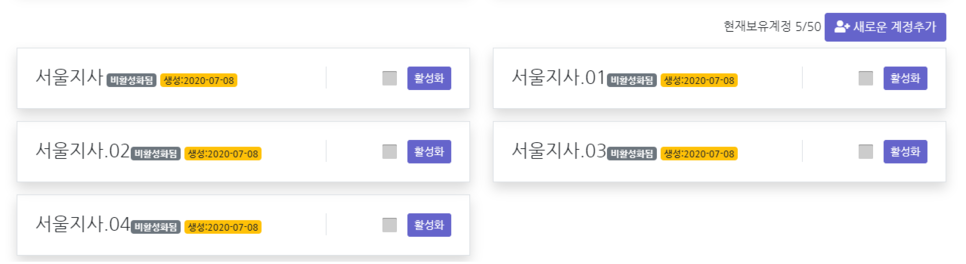 현재보유계정 5/50 새로운 계정추가
서울지사 비활성화됨 생성:2020-07-08 활성화
서울지사.01 비활성화됨 생성:2020-07-08 활성화
서울지사.02 비활성화됨 생성:2020-07-08 활성화
서울지사.03 비활성화됨 생성:2020-07-08 활성화
서울지사.04 비활성화됨 생성:2020-07-08 활성화